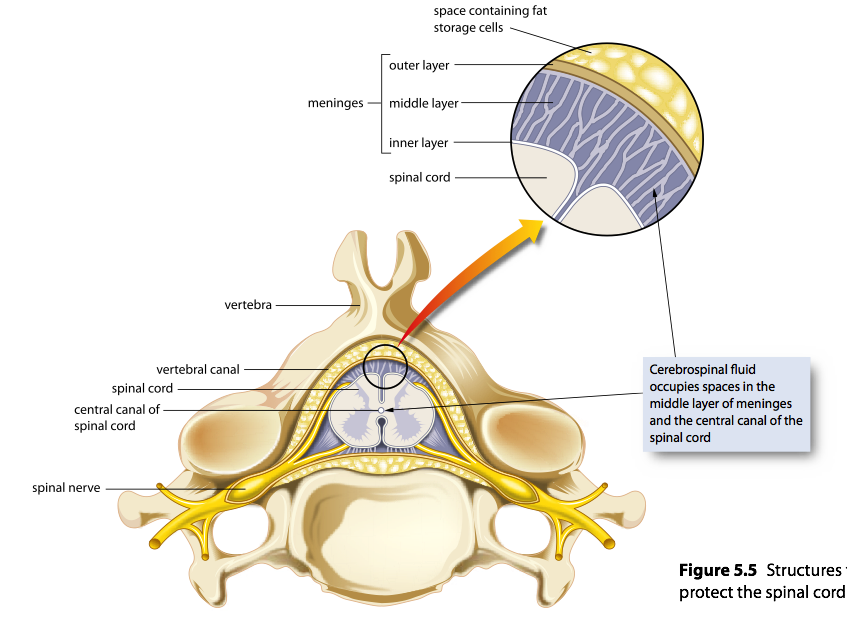 space containing fat
storage cells
outer layer
meninges
middle layer
inner layer
spinal cord
vertebra
vertebral canal
spinal cord
central canal of
spinal cord
spinal nerve
Cerebrospinal fluid
occupies spaces in the
middle layer of meninges
and the central canal of the
spinal cord
Figure 5.5 Structures
protect the spinal cord